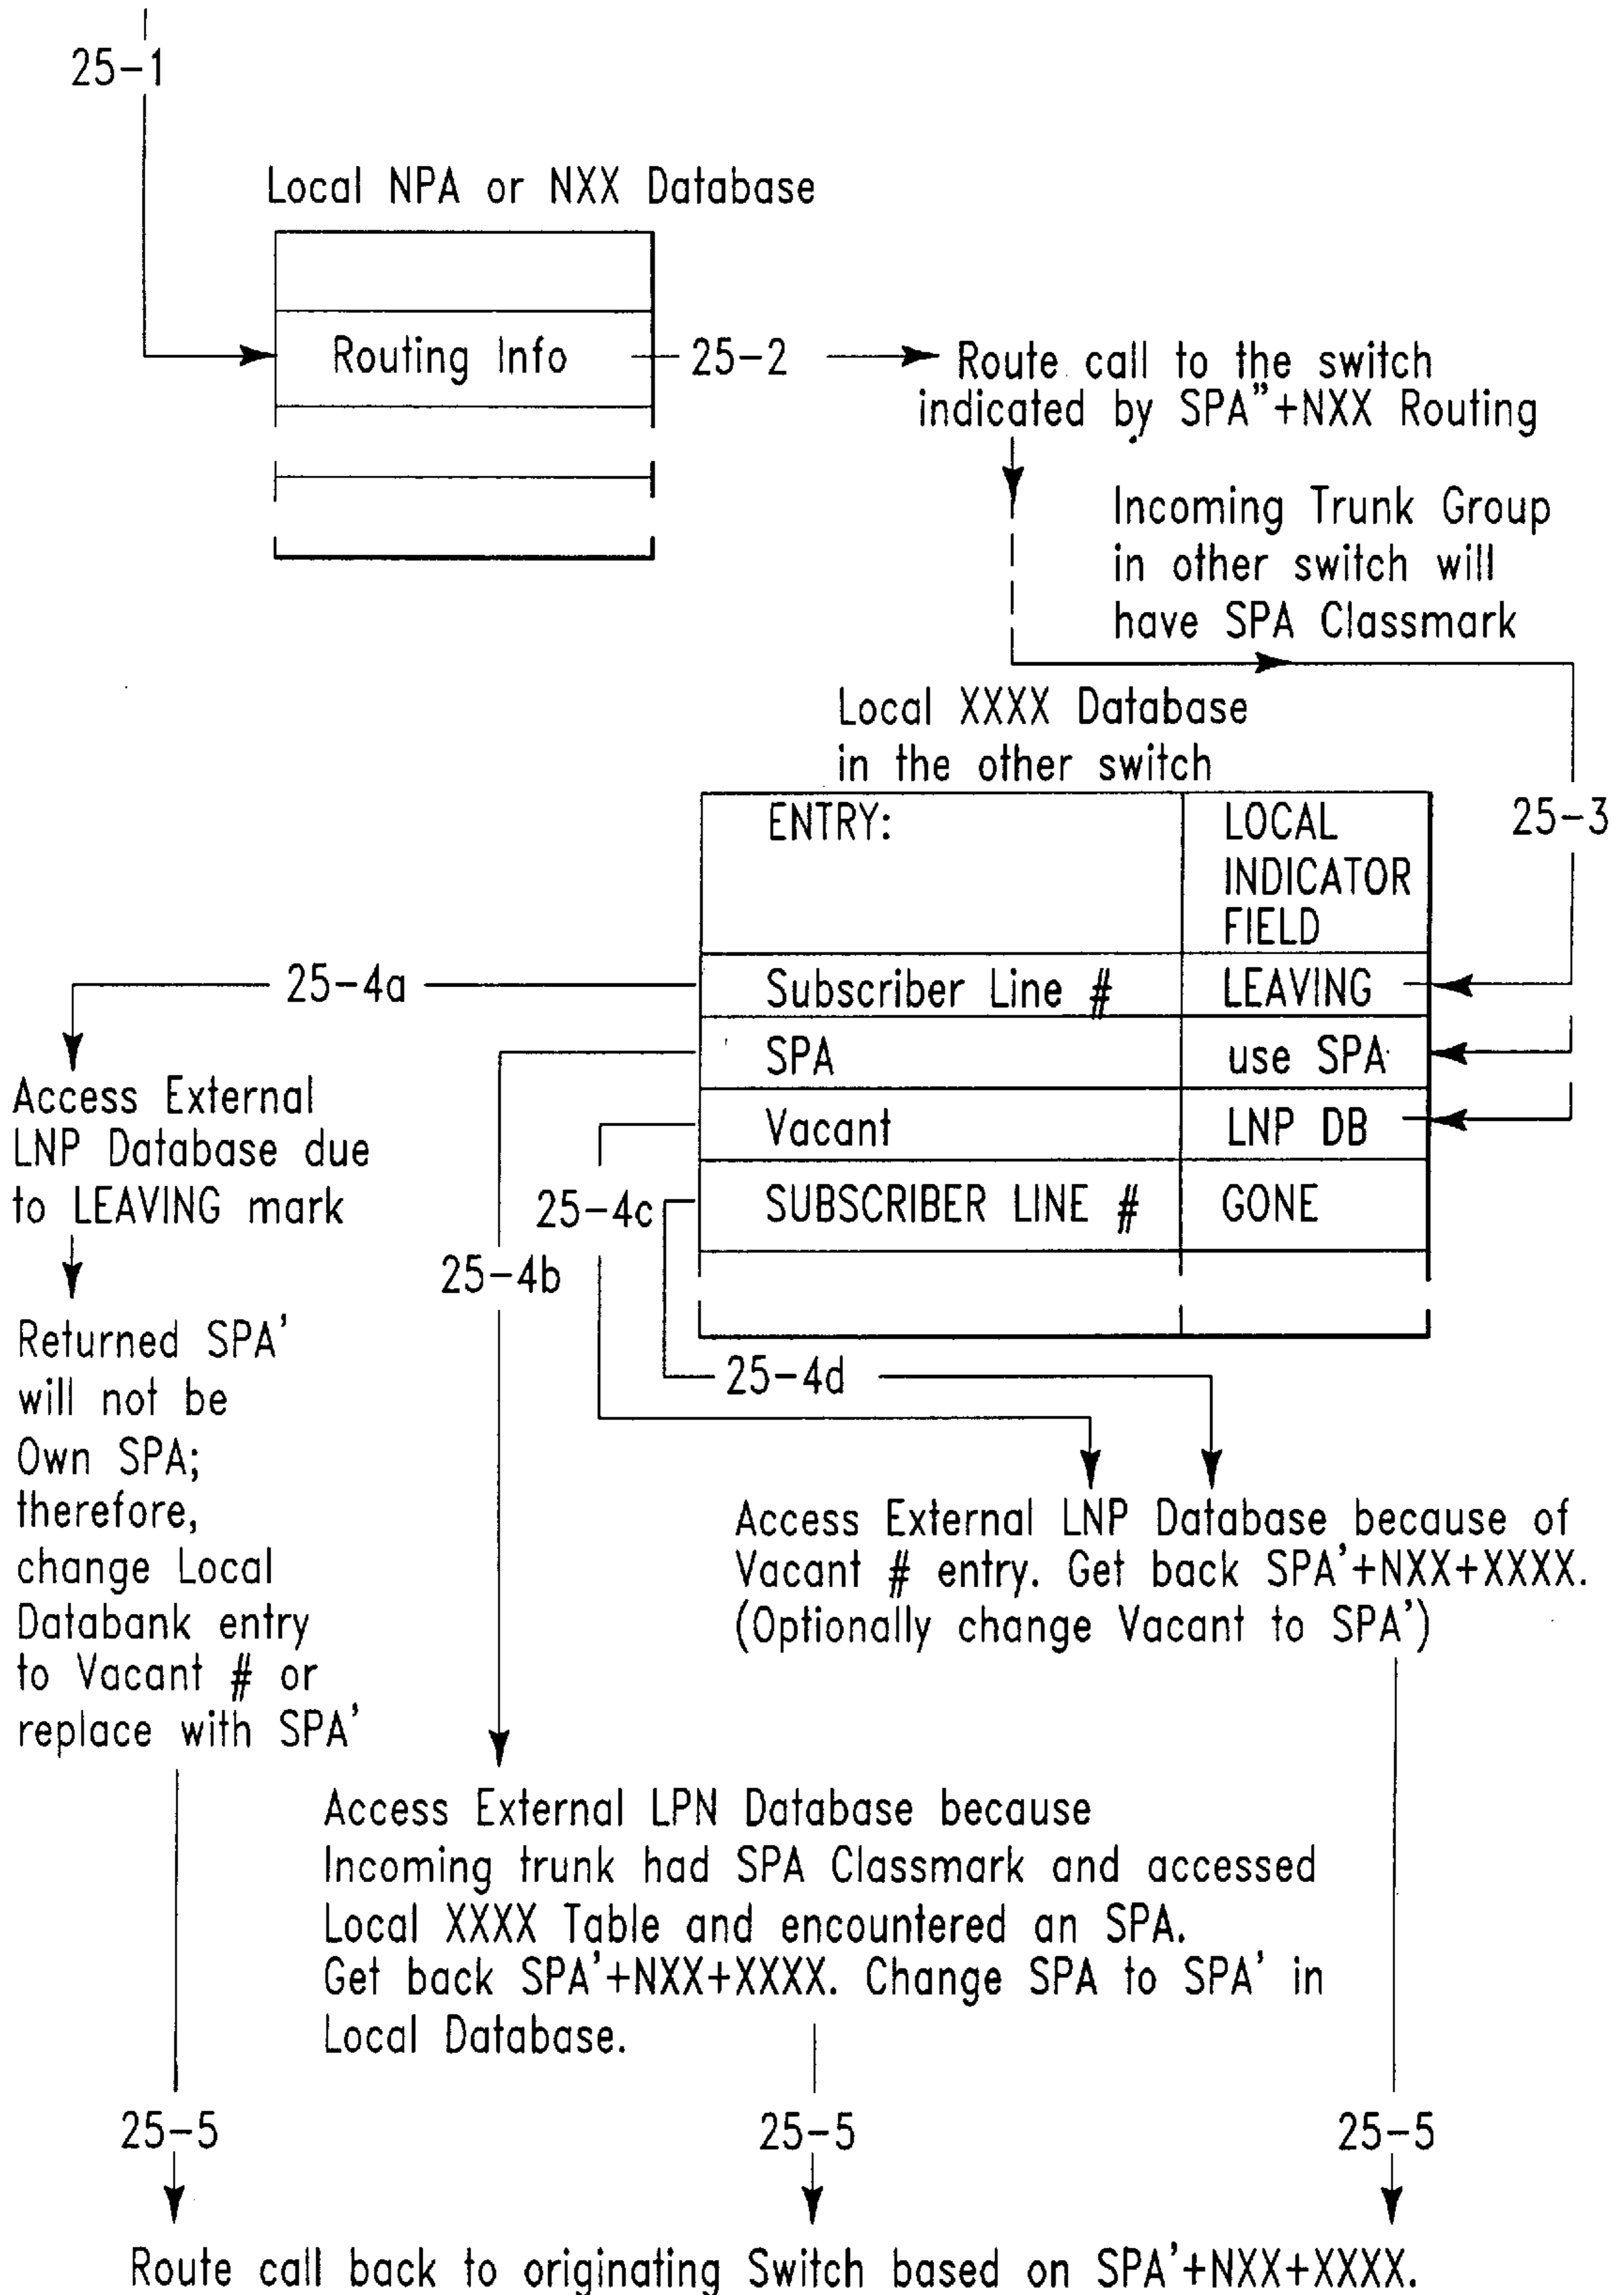 25-1
Local NPA or NXX Database
Routing Info
25-2
Route call to the switch
indicated by SPA"+NXX Routing
Incoming Trunk Group
in other switch will
have SPA Classmark
25-3
Local XXXX Database
in the other switch
ENTRY:
LOCAL
INDICATOR
FIELD
Subscriber Line #
LEAVING
SPA
use SPA
Vacant
LNP DB
SUBSCRIBER LINE #
GONE
25-4a
Access External
LNP Database due
to LEAVING mark
Returned SPA'
will not be
Own SPA;
therefore,
change Local
Databank entry
to Vacant # or
replace with SPA'
25-4c
25-4b
25-4d
Access External LNP Database because of
Vacant # entry. Get back SPA'+NXX+XXXX.
(Optionally change Vacant to SPA')
Access External LPN Database because
Incoming trunk had SPA Classmark and accessed
Local XXXX Table and encountered an SPA.
Get back SPA'+NXX+XXXX. Change SPA to SPA' in
Local Database.
25-5
25-5
25-5
Route call back to originating Switch based on SPA'+NXX+XXXX.